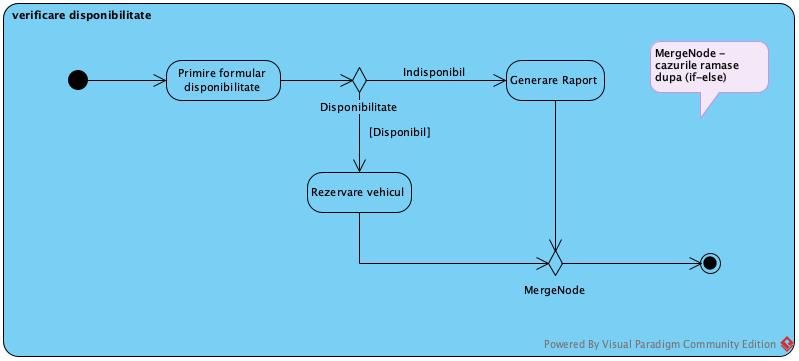 verificare disponibilitate
Primire formular
disponibilitate
Indisponibil
Generare Raport
MergeNode -
cazurile ramase
dupa (if-else)
Disponibilitate
[Disponibil]
Rezervare vehicul
MergeNode
Powered By Visual Paradigm Community Edition